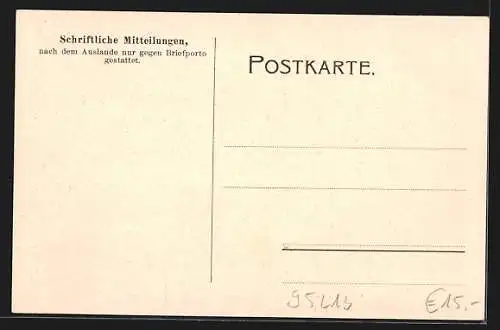 Schriftliche Mitteilungen,
nach dem Auslande nur gegen Briefporto
gestattet.
POSTKARTE.
€15,-